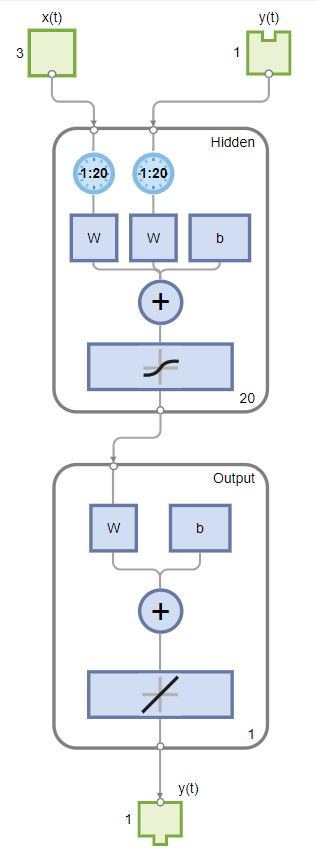 x(t) y(t)
3 1
Hidden
1:20 1:20
W W b
+
20
Output
W b
+
1
y(t)
1